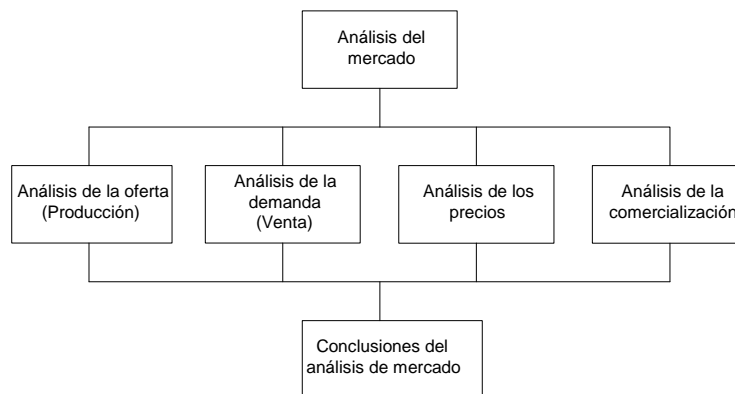 Análisis del
mercado
Análisis de la oferta
(Producción)
Análisis de la
demanda
(Venta)
Análisis de los
precios
Análisis de la
comercialización
Conclusiones del
análisis de mercado